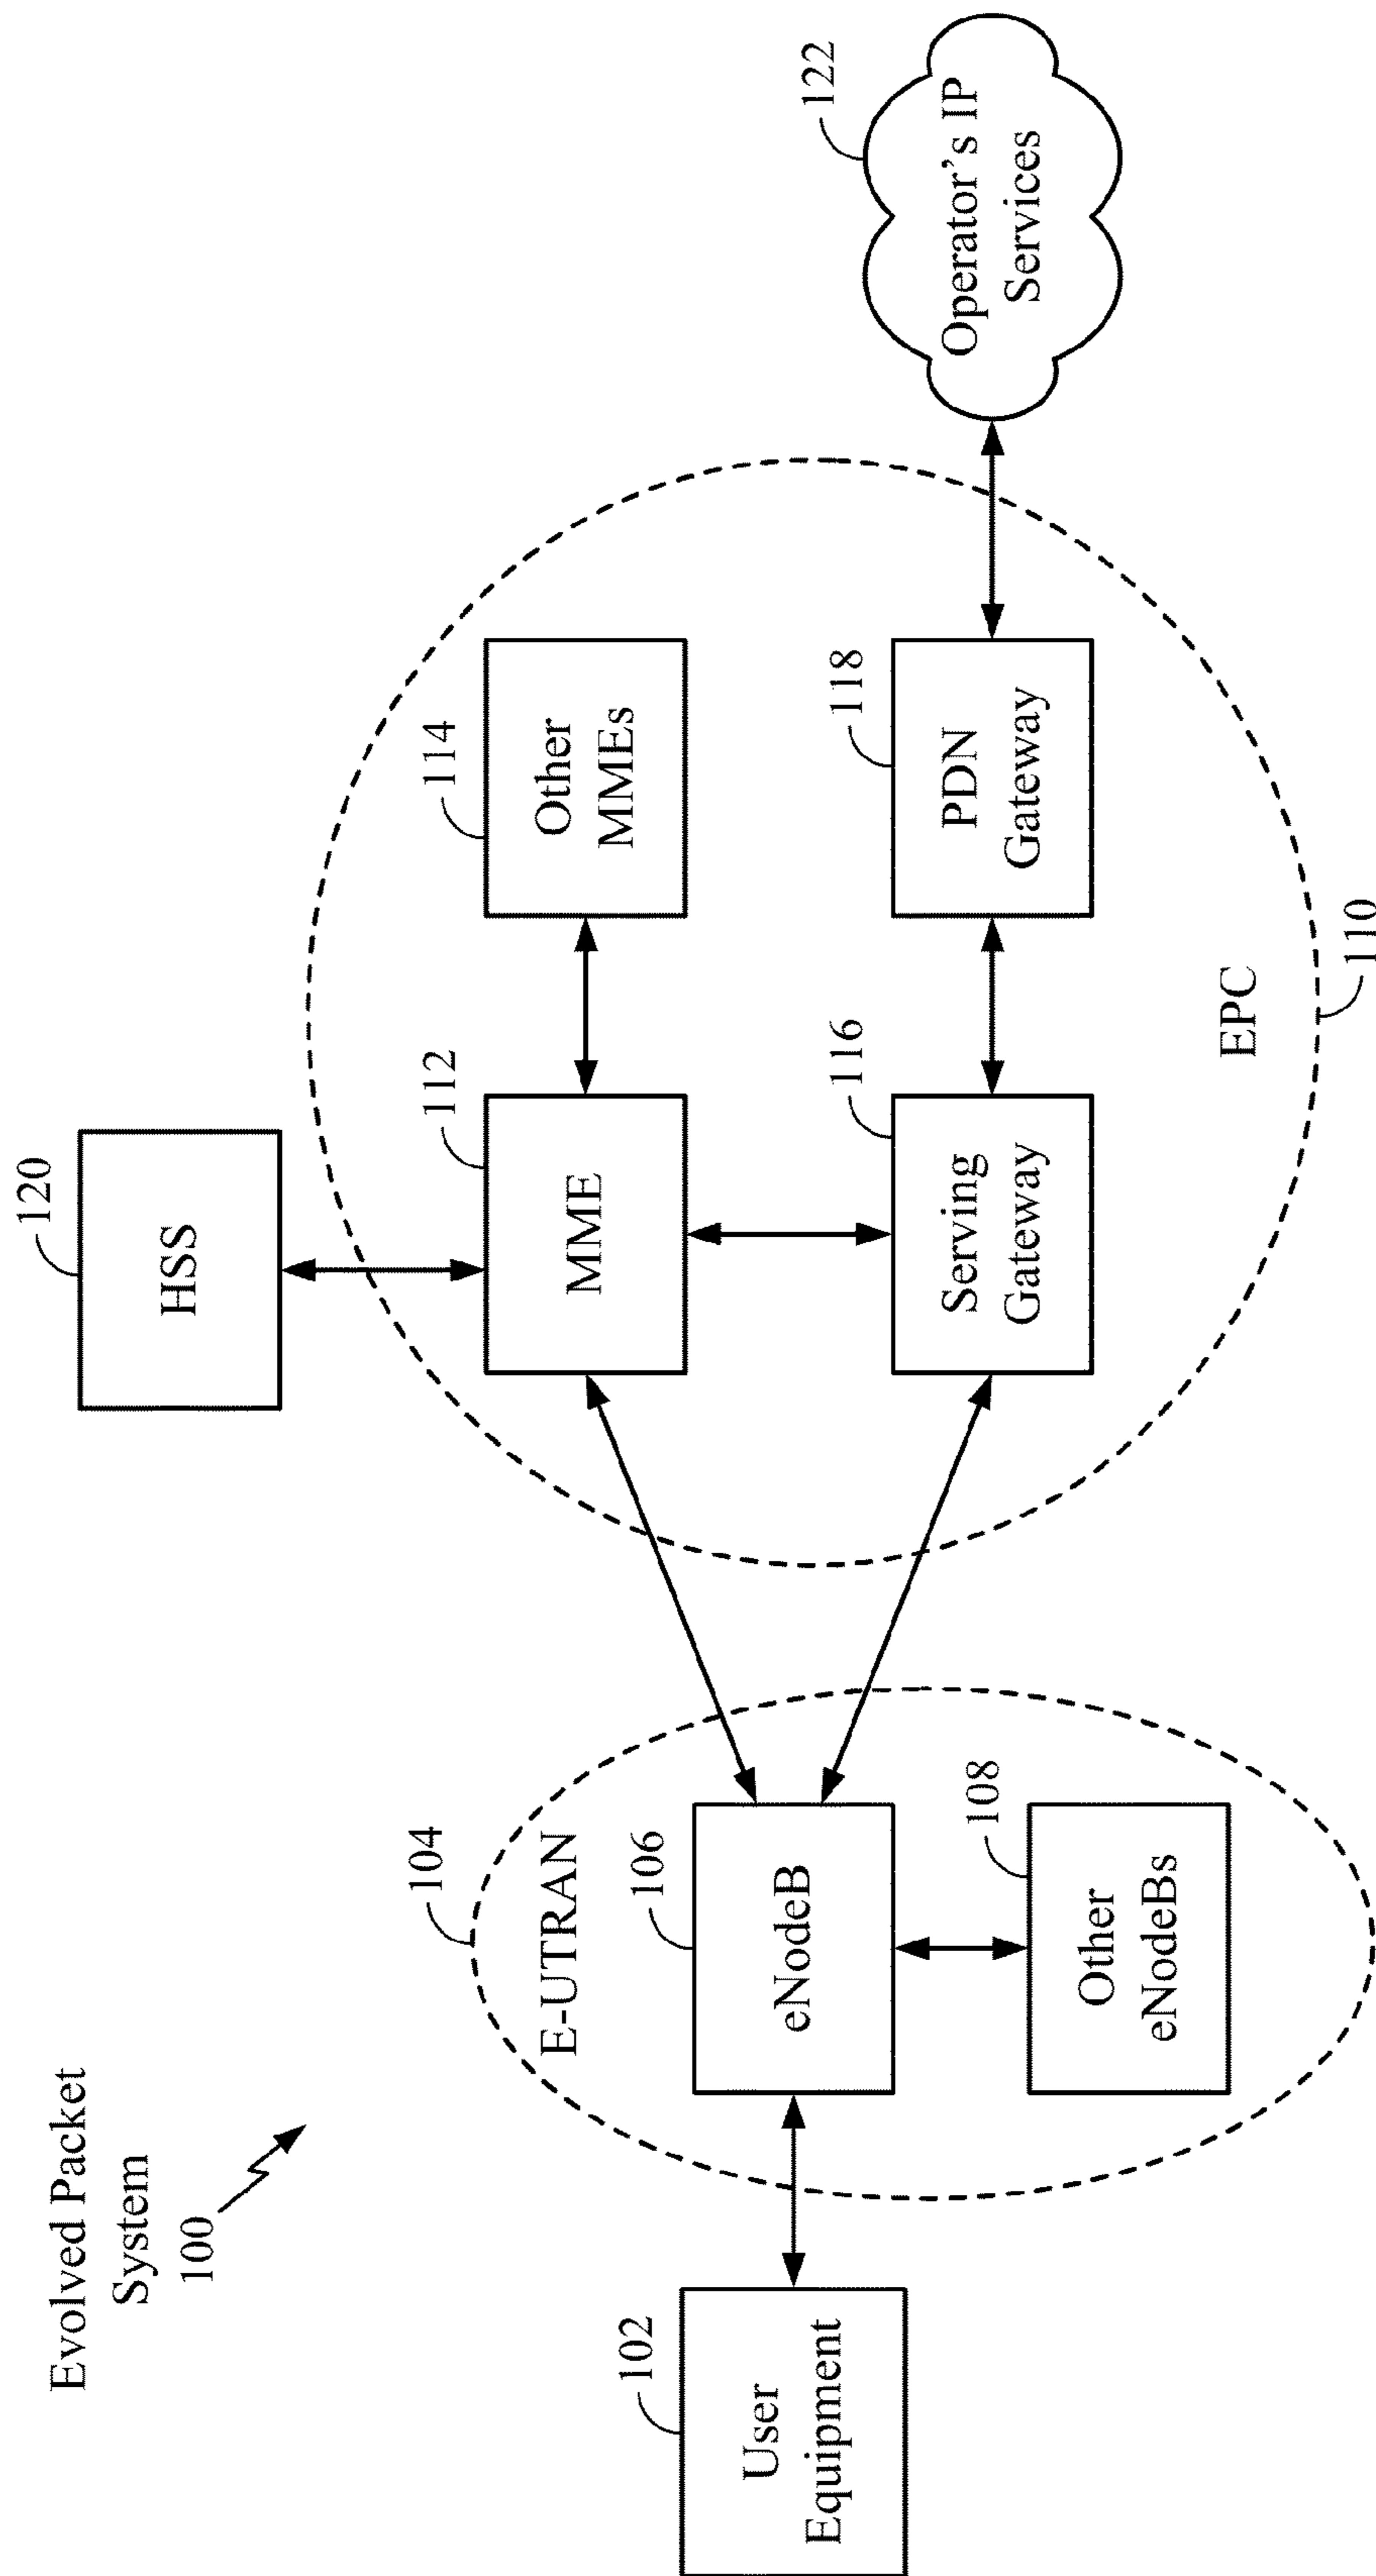 Evolved Packet
System
100
120
HSS
102
User
Equipment
104
E-UTRAN
106
eNodeB
108
Other
eNodeBs
112
MME
114
Other
MMEs
116
Serving
Gateway
118
PDN
Gateway
EPC
110
122
Operator's IP
Services